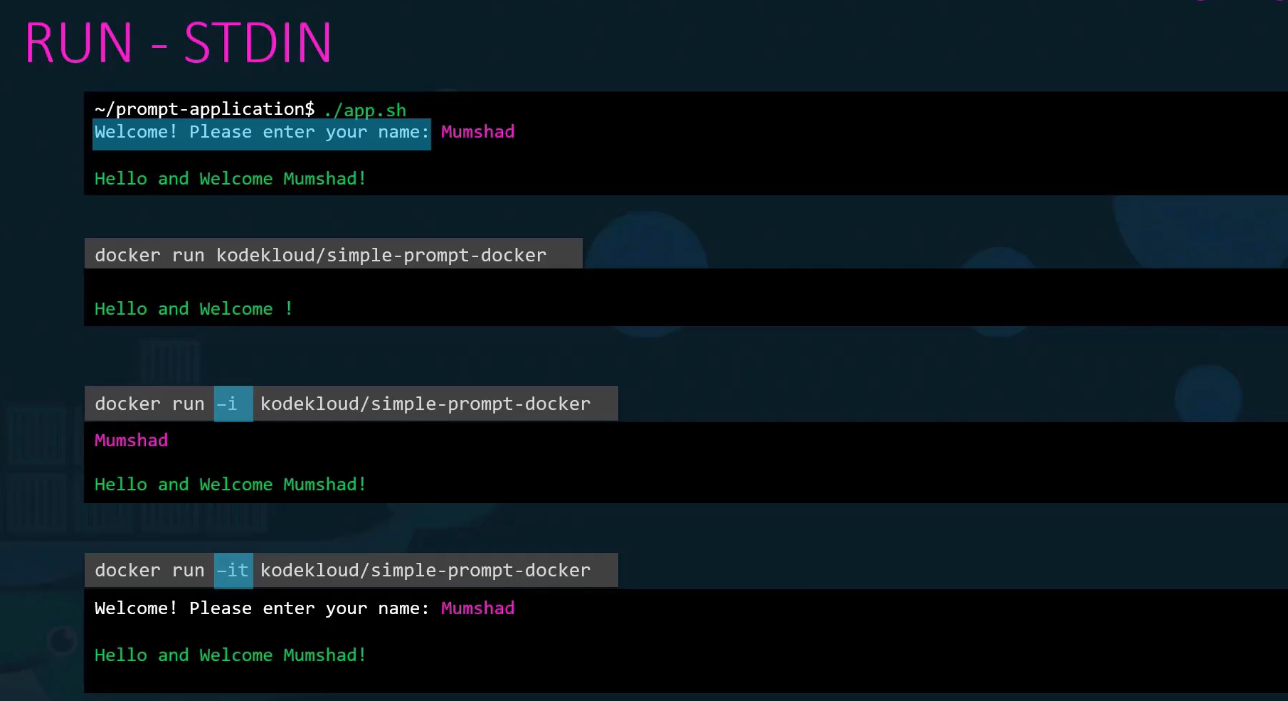 RUN - STDIN
~/prompt-application$ ./app.sh
Welcome! Please enter your name: Mumshad
Hello and Welcome Mumshad!
docker run kodekloud/simple-prompt-docker
Hello and Welcome !
docker run –i kodekloud/simple-prompt-docker
Mumshad
Hello and Welcome Mumshad!
docker run –it kodekloud/simple-prompt-docker
Welcome! Please enter your name: Mumshad
Hello and Welcome Mumshad!